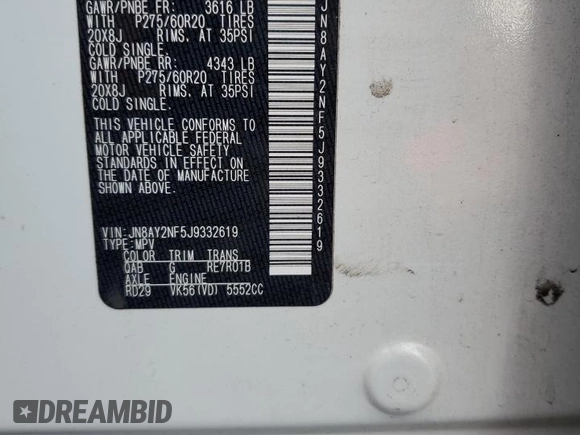 GAWR/PNBE FR: 3616 LB
WITH P275/60R20 TIRES
20X8J RIMS, AT 35PSI
COLD SINGLE.
GAWR/PNBE RR: 4343 LB
WITH P275/60R20 TIRES
20X8J RIMS, AT 35PSI
COLD SINGLE.
THIS VEHICLE CONFORMS TO
ALL APPLICABLE FEDERAL
MOTOR VEHICLE SAFETY
STANDARDS IN EFFECT ON
THE DATE OF MANUFACTURE
SHOWN ABOVE.
VIN:JN8AY2NF5J9332619
TYPE:MPV
COLOR TRIM TRANS
QAB G RE7R01B
AXLE ENGINE
RD29 VK56(VD) 5552CC
JN8AY2NF5J9332619
DREAMBID